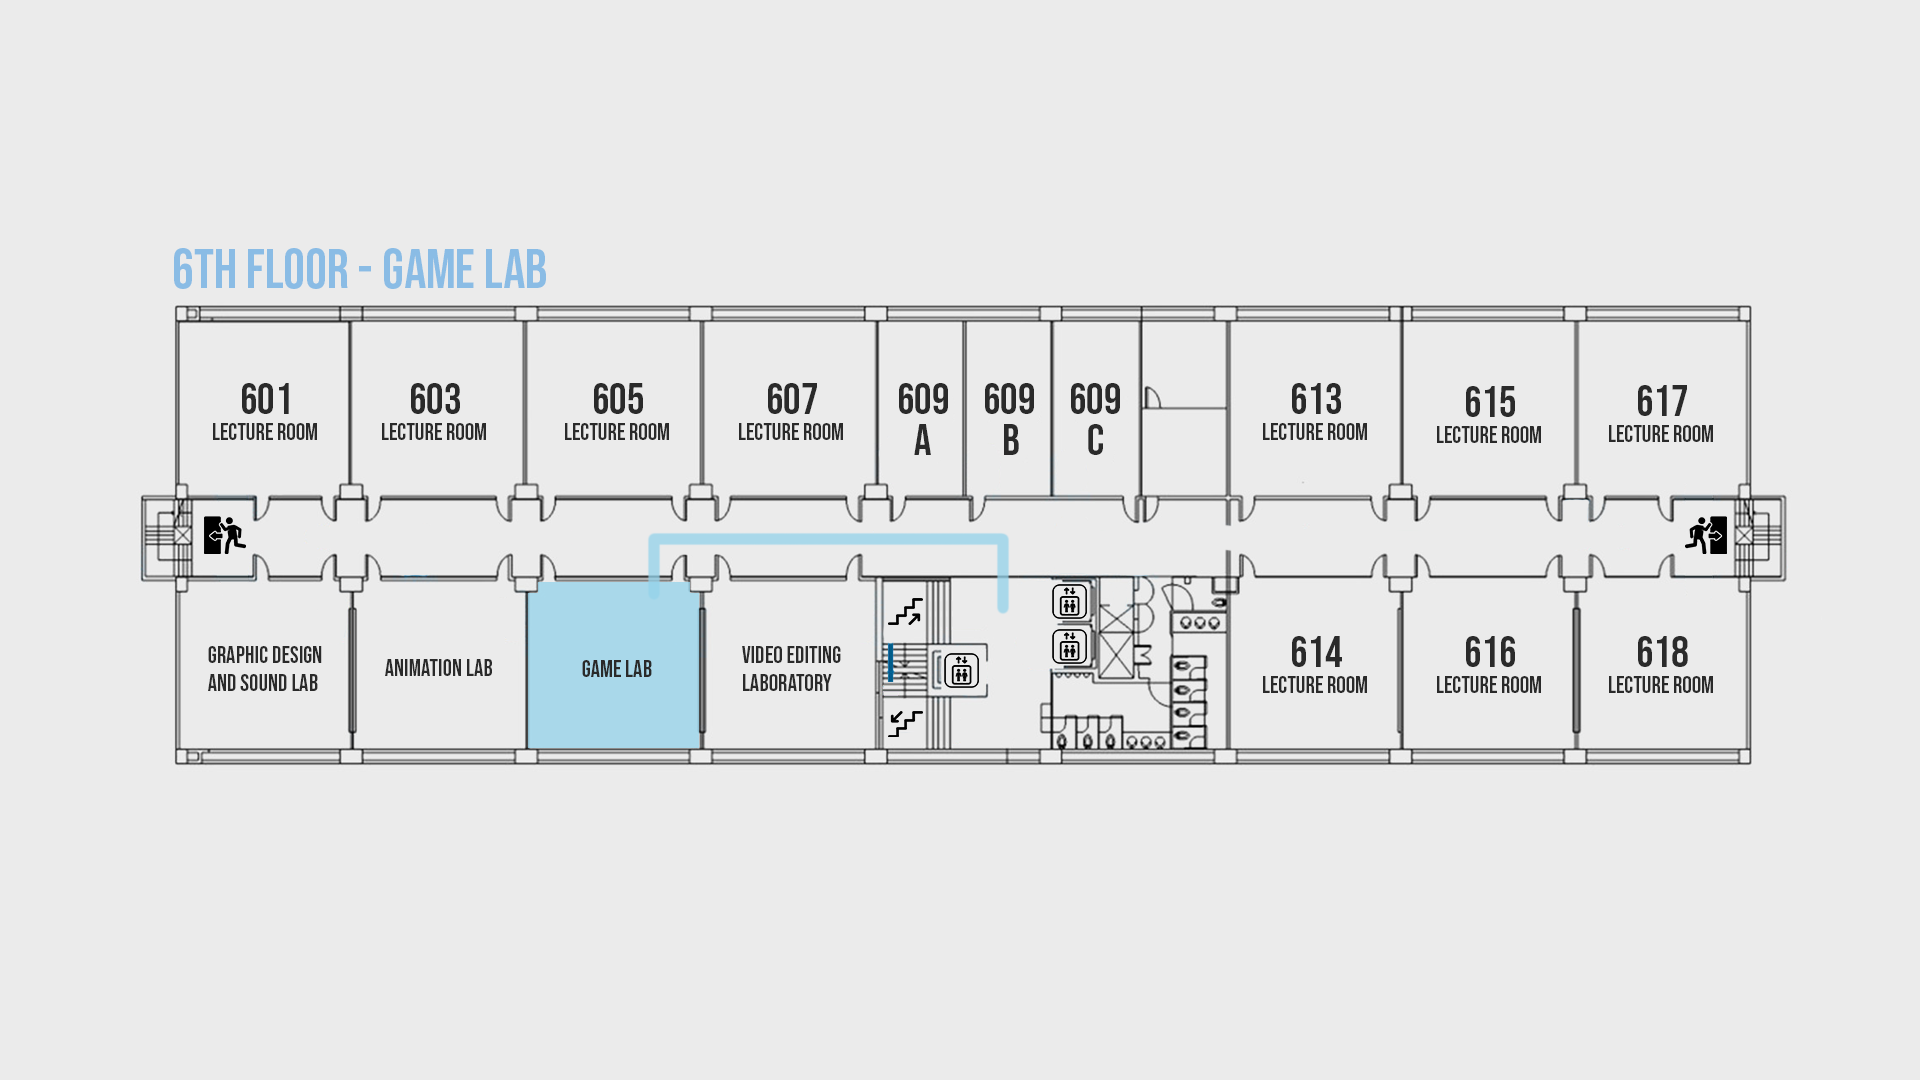 6TH FLOOR - GAME LAB
601
LECTURE ROOM
603
LECTURE ROOM
605
LECTURE ROOM
607
LECTURE ROOM
609
A
609
B
609
C
613
LECTURE ROOM
615
LECTURE ROOM
617
LECTURE ROOM
GRAPHIC DESIGN
AND SOUND LAB
ANIMATION LAB
GAME LAB
VIDEO EDITING
LABORATORY
614
LECTURE ROOM
616
LECTURE ROOM
618
LECTURE ROOM